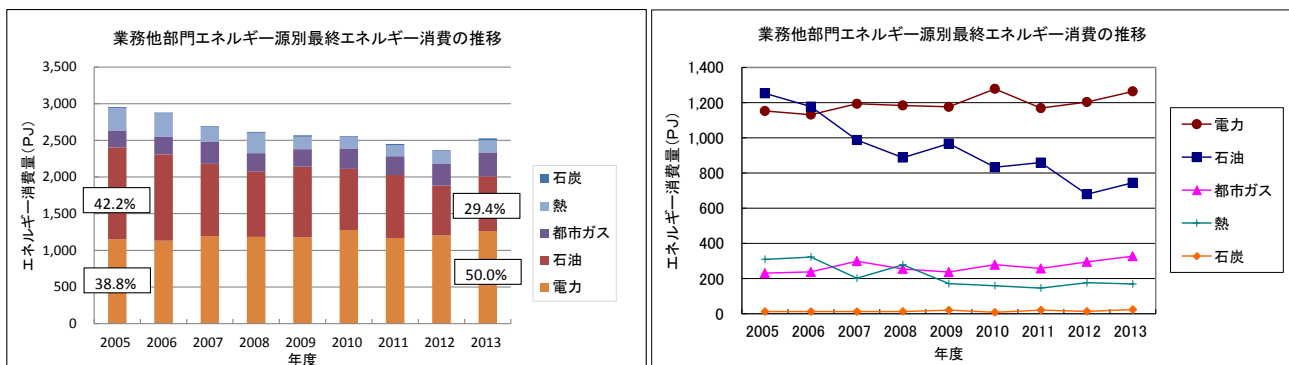 業務他部門エネルギー源別最終エネルギー消費の推移
エネルギー消費量(PJ)
3,500
3,000
2,500
2,000
1,500
1,000
500
0
42.2%
38.8%
29.4%
50.0%
2005 2006 2007 2008 2009 2010 2011 2012 2013
年度
石炭
熱
都市ガス
石油
電力
業務他部門エネルギー源別最終エネルギー消費の推移
エネルギー消費量(PJ)
1,400
1,200
1,000
800
600
400
200
0
2005 2006 2007 2008 2009 2010 2011 2012 2013
年度
電力
石油
都市ガス
熱
石炭